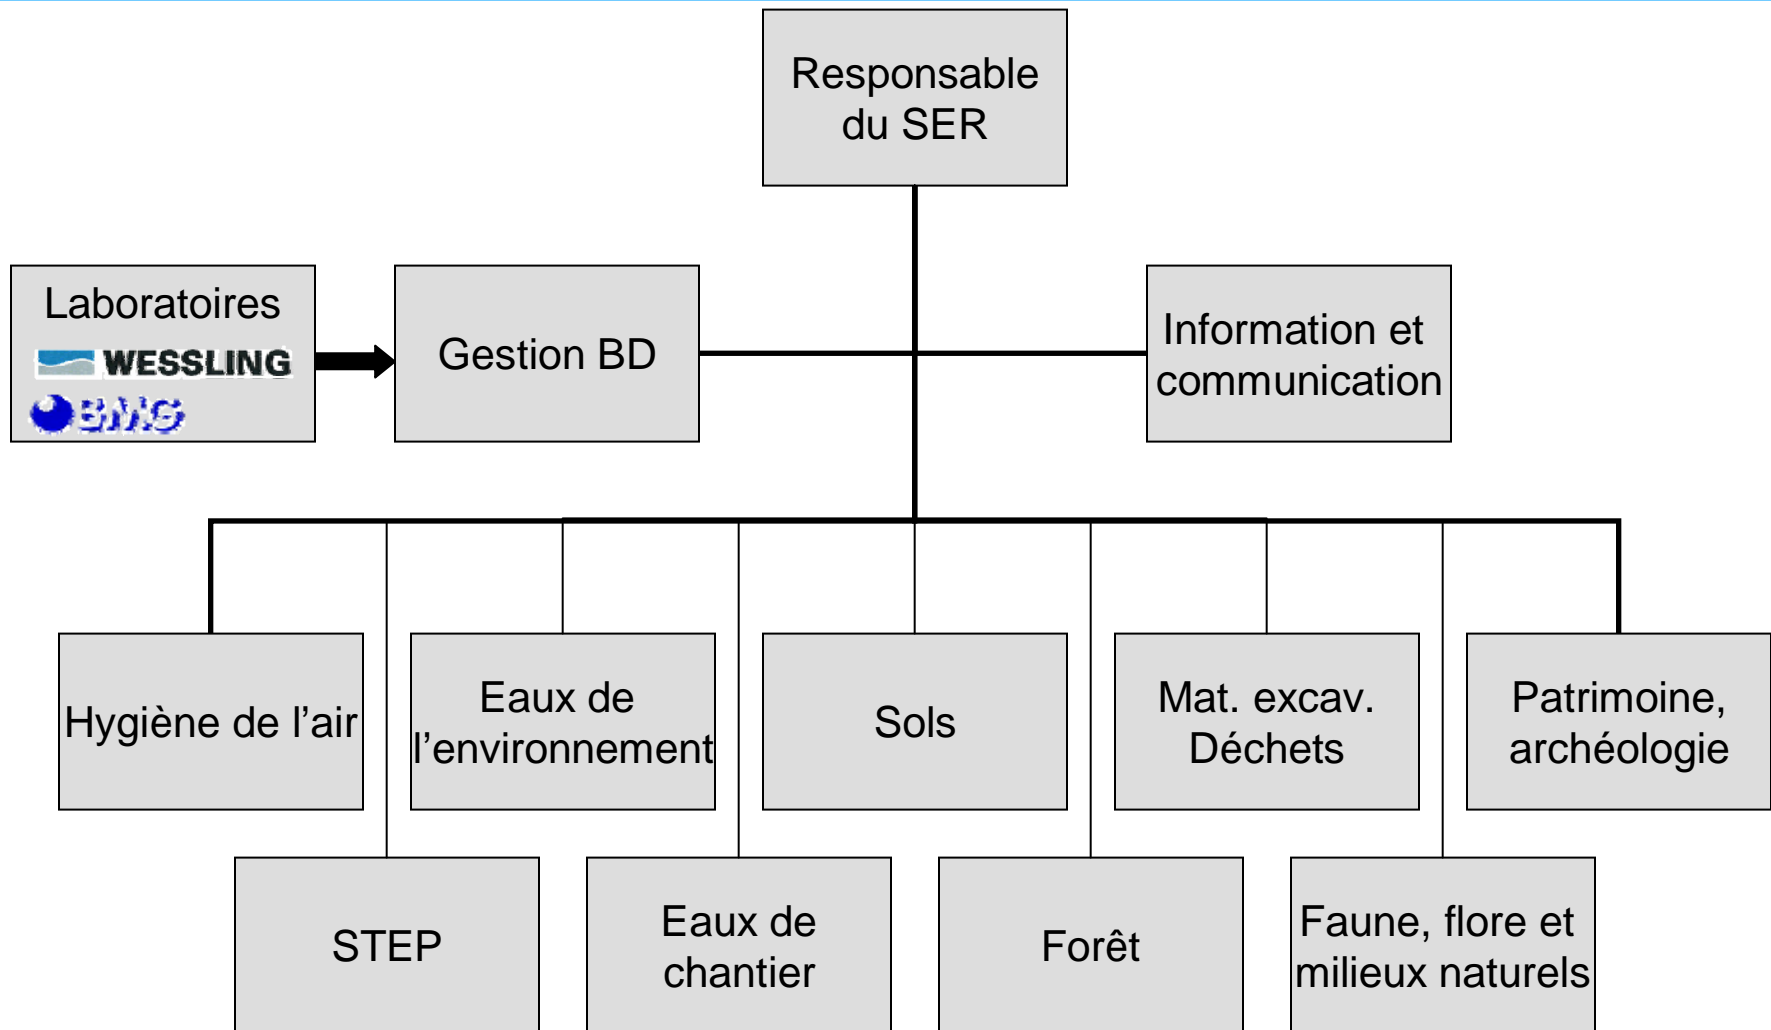 Responsable
du SER
Laboratoires
WESSLING
BMG
Gestion BD
Information et
communication
Hygiène de l'air
Eaux de
l'environnement
Sols
Mat. excav.
Déchets
Patrimoine,
archéologie
STEP
Eaux de
chantier
Forêt
Faune, flore et
milieux naturels